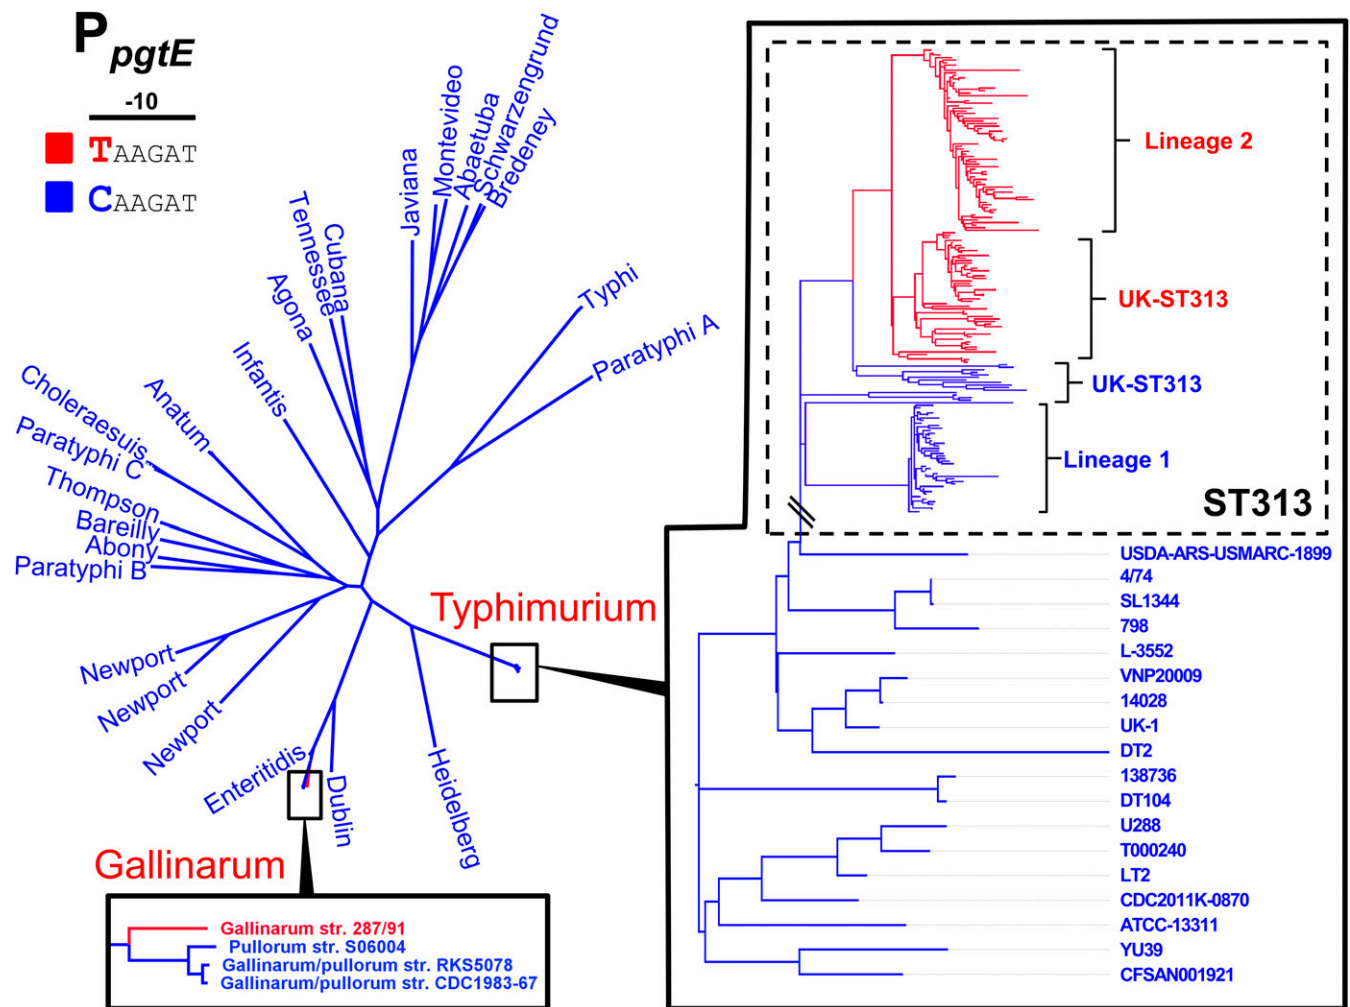 P pgtE
-10
TAAGAT
CAAGAT
Javiana
Montevideo
Abaetuba
Schwarzengrund
Bredeney
Typhi
Paratyphi A
Cubana
Tennessee
Agona
Infantis
Anatum
Choleraesuis
Paratyphi C
Thompson
Bareilly
Abony
Paratyphi B
Newport
Newport
Newport
Enteritidis
Dublin
Heidelberg
Typhimurium
Gallinarum
Gallinarum str. 287/91
Pullorum str. S06004
Gallinarum/pullorum str. RKS5078
Gallinarum/pullorum str. CDC1983-67
Lineage 2
UK-ST313
UK-ST313
Lineage 1
ST313
USDA-ARS-USMARC-1899
4/74
SL1344
798
L-3552
VNP20009
14028
UK-1
DT2
138736
DT104
U288
T000240
LT2
CDC2011K-0870
ATCC-13311
YU39
CFSAN001921